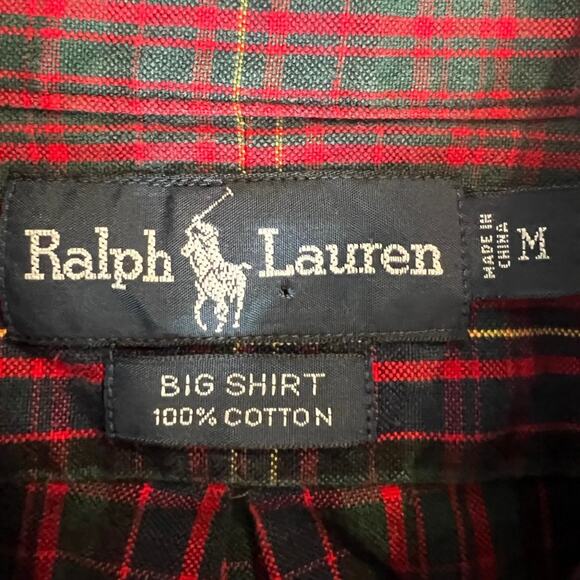 Ralph Lauren
MADE IN
CHINA
M
BIG SHIRT
100% COTTON